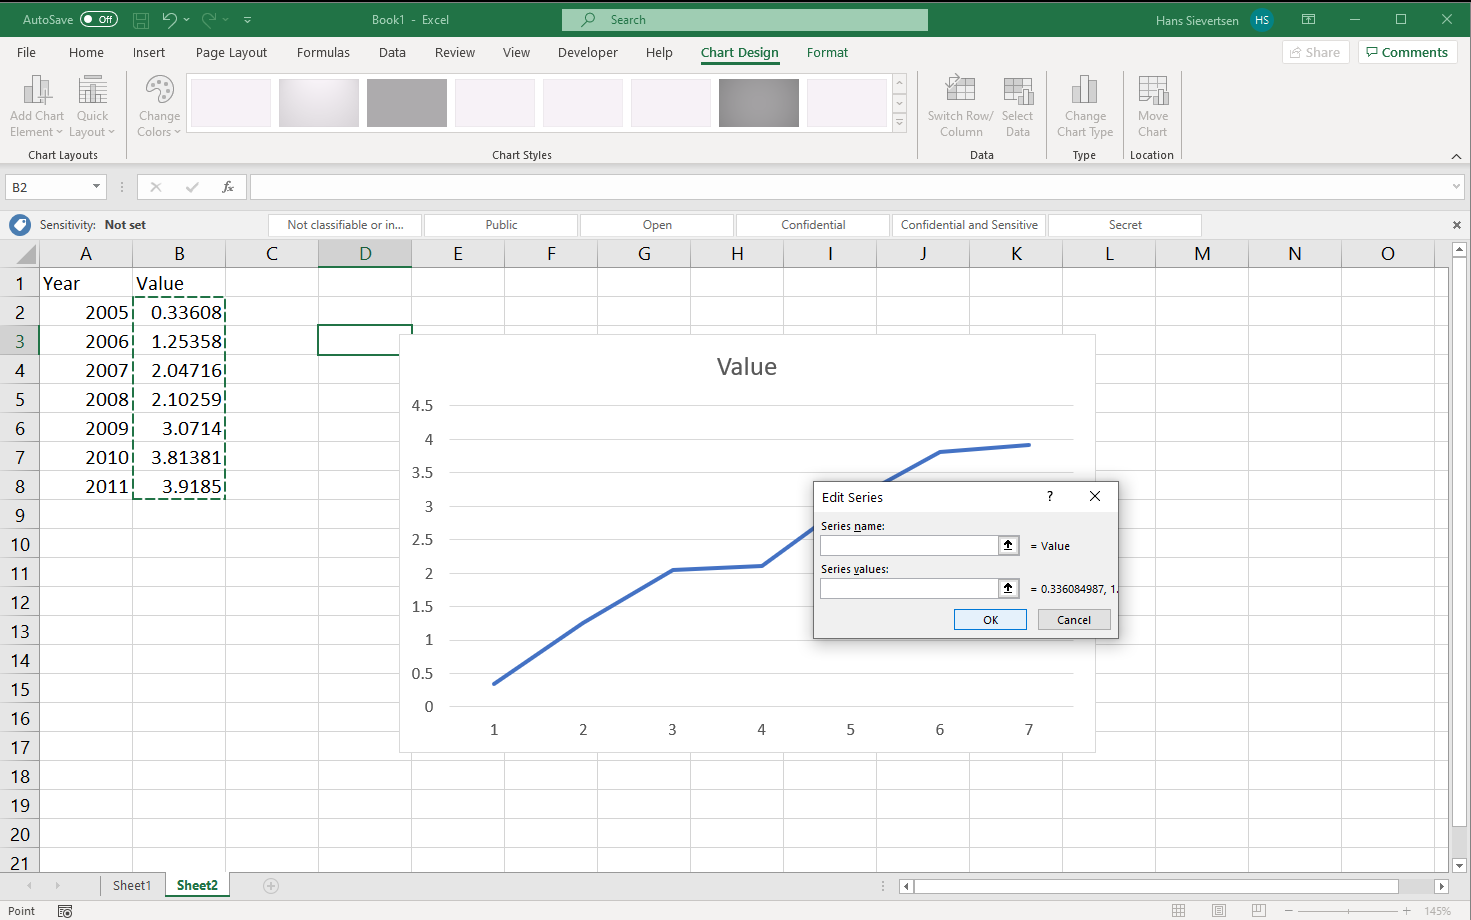 AutoSave Off Book1 - Excel Search Hans Sievertsen HS
File Home Insert Page Layout Formulas Data Review View Developer Help Chart Design Format Share Comments
Add Chart Element Quick Layout Change Colors Switch Row/ Column Select Data Change Chart Type Move Chart
Chart Layouts Chart Styles Data Type Location
B2 fx
Sensitivity: Not set Not classifiable or in... Public Open Confidential Confidential and Sensitive Secret
A B C D E F G H I J K L M N O
1 Year Value
2 2005 0.33608
3 2006 1.25358
4 2007 2.04716
5 2008 2.10259
6 2009 3.0714
7 2010 3.81381
8 2011 3.9185
9
10
11
12
13
14
15
16
17
18
19
20
21
Value
4.5
4
3.5
3
2.5
2
1.5
1
0.5
0
1 2 3 4 5 6 7
Edit Series ?
Series name:
= Value
Series values:
= 0.336084987, 1.
OK Cancel
Sheet1 Sheet2
Point 145%